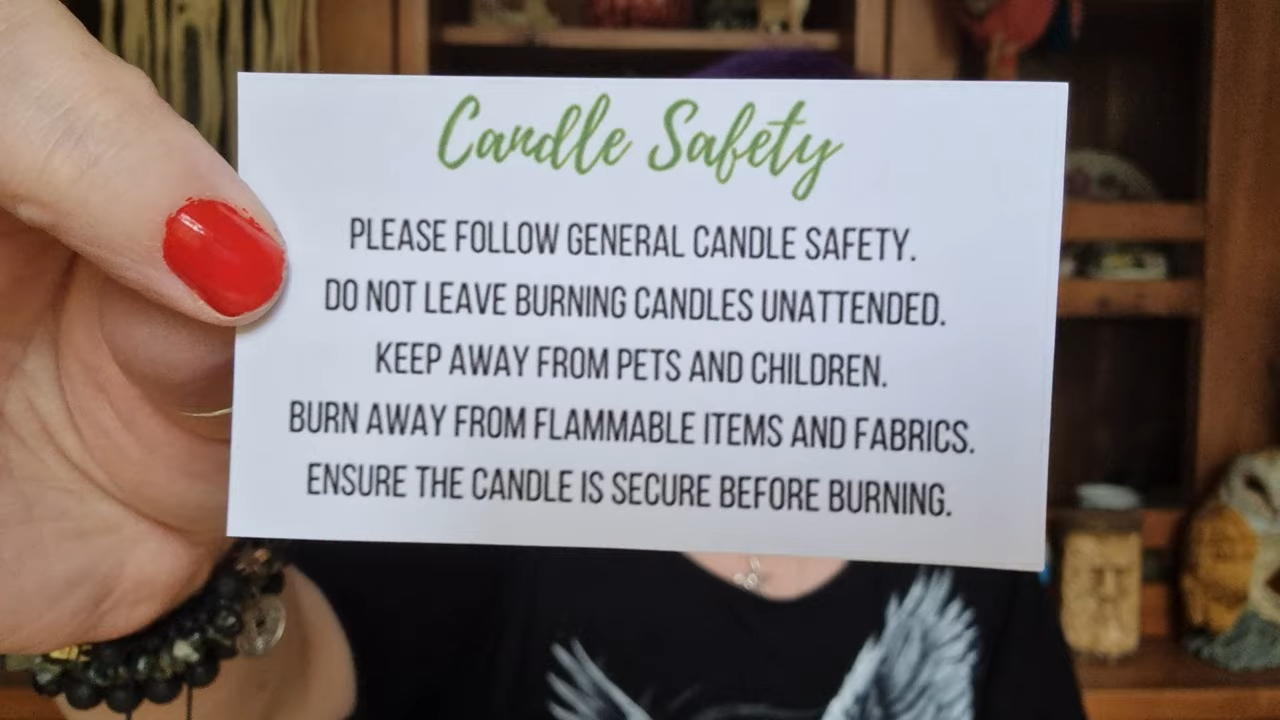 Candle Safety
PLEASE FOLLOW GENERAL CANDLE SAFETY.
DO NOT LEAVE BURNING CANDLES UNATTENDED.
KEEP AWAY FROM PETS AND CHILDREN.
BURN AWAY FROM FLAMMABLE ITEMS AND FABRICS.
ENSURE THE CANDLE IS SECURE BEFORE BURNING.